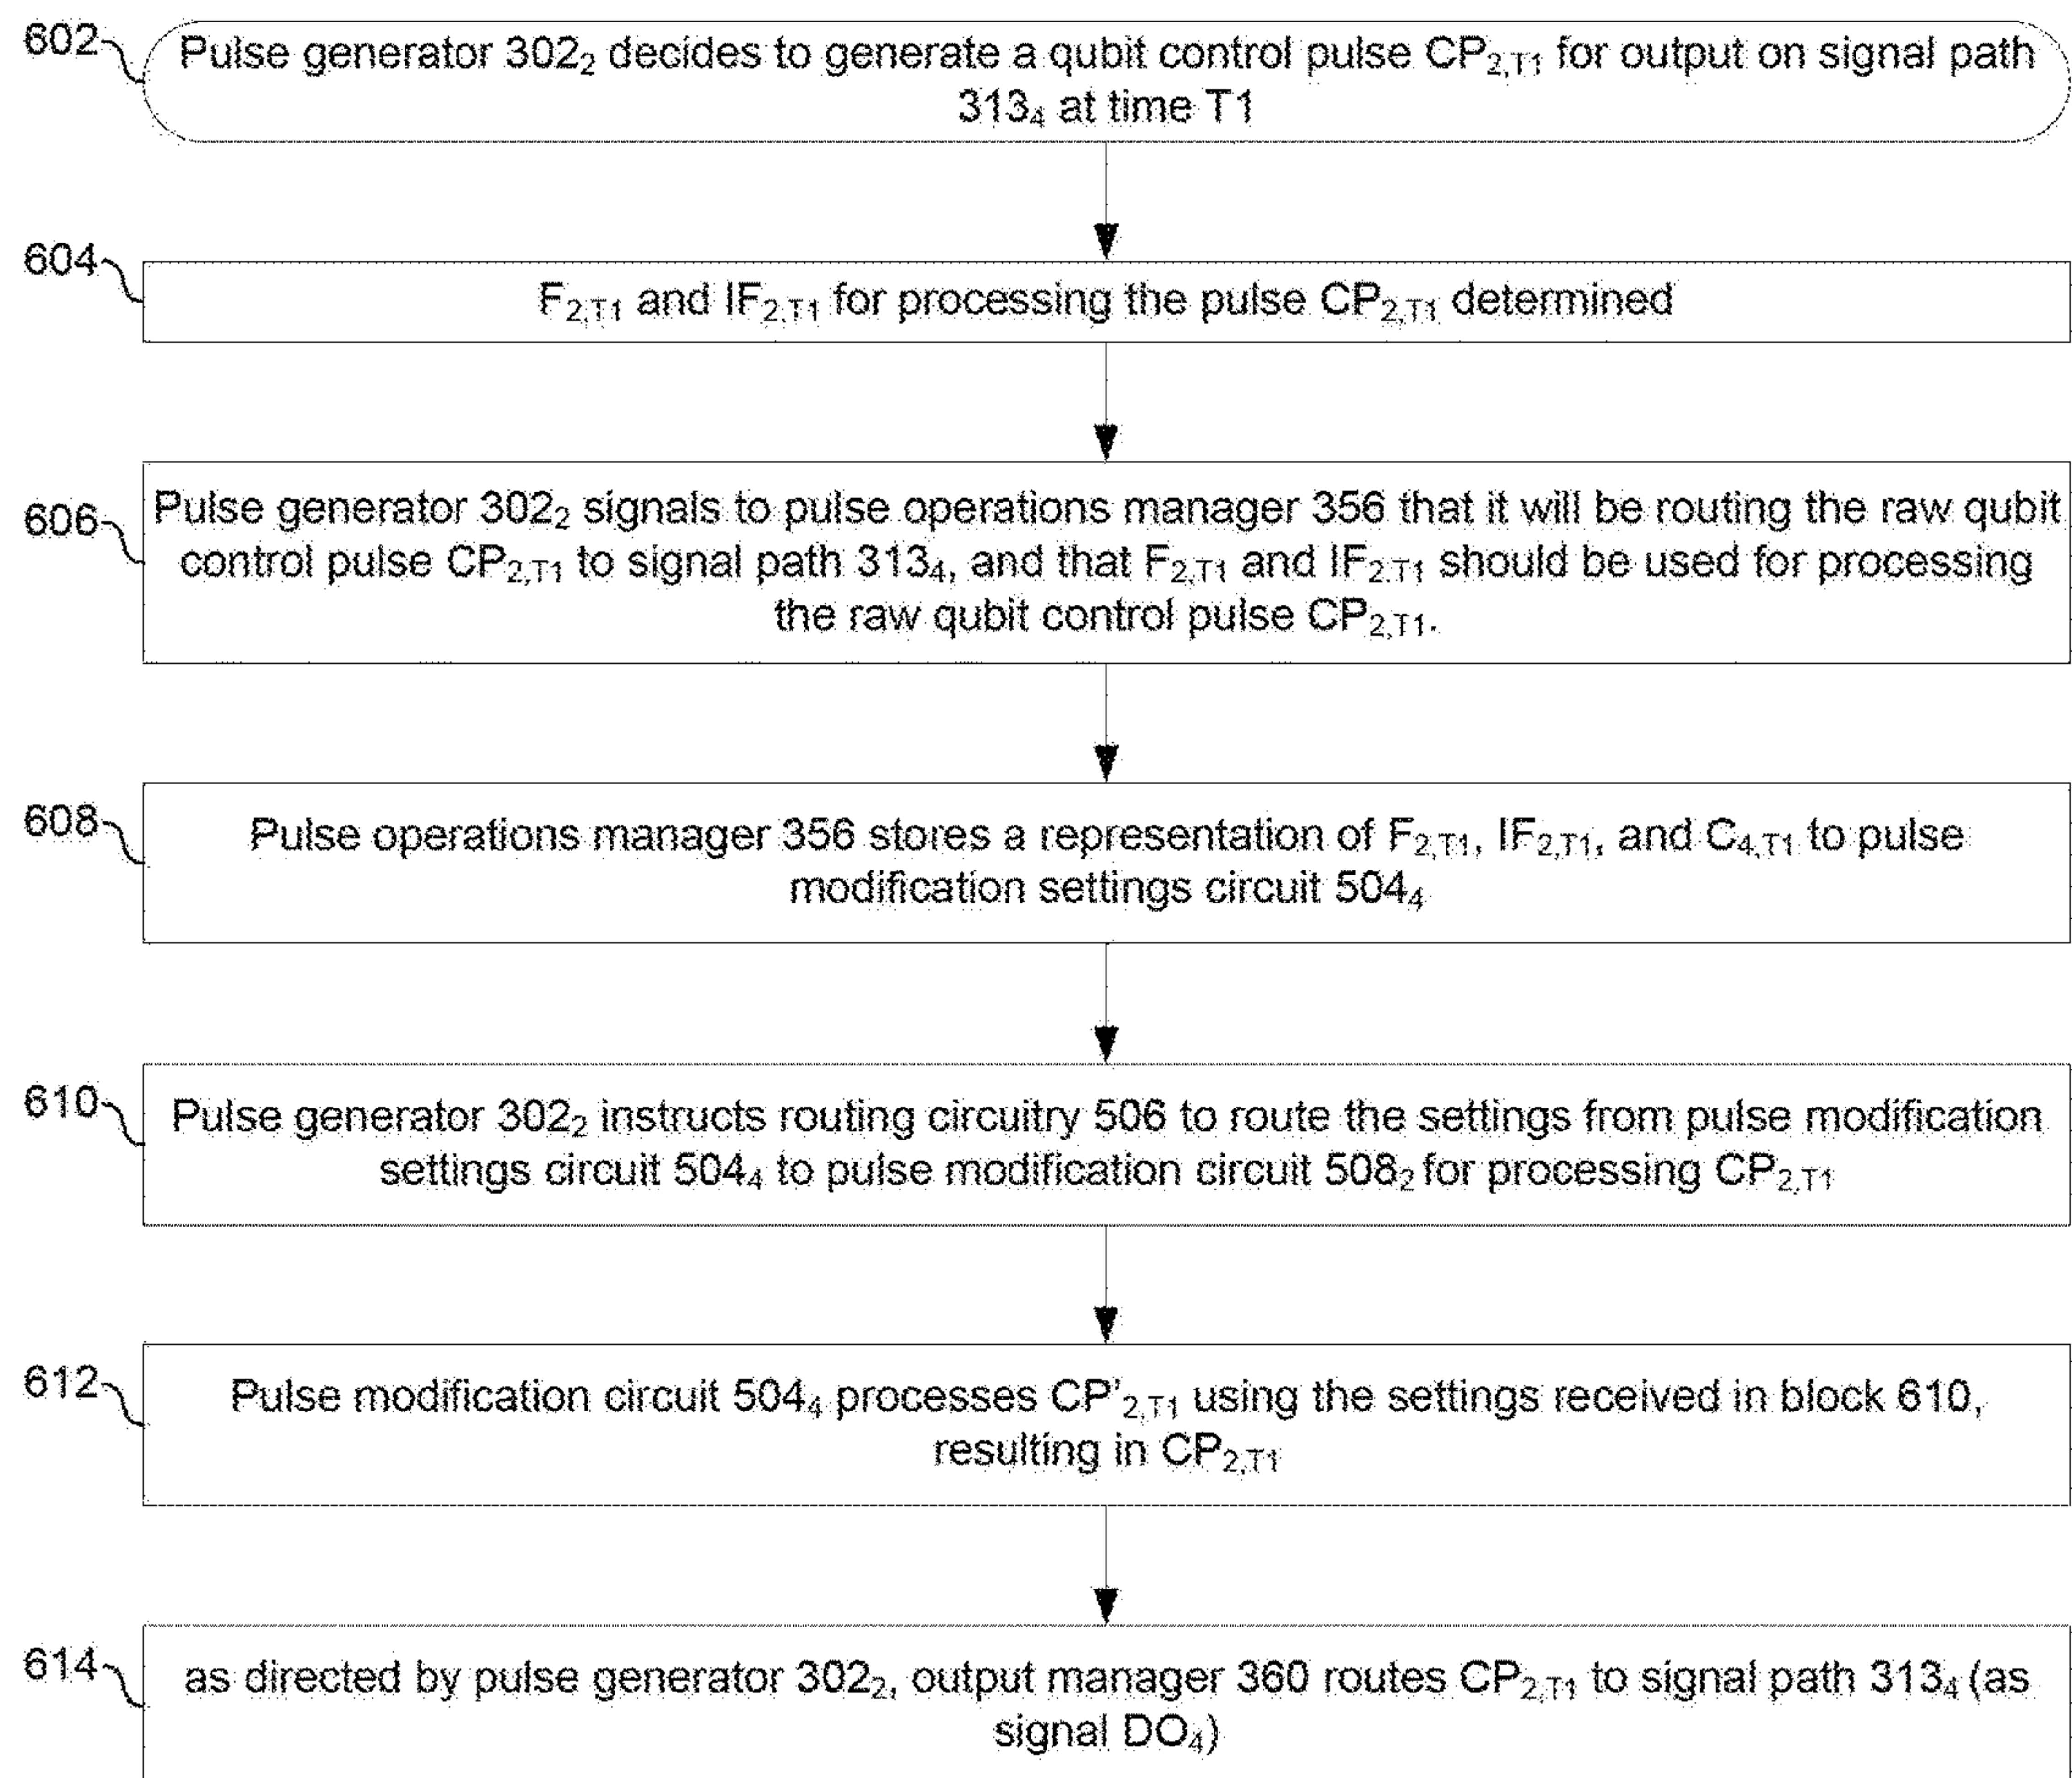 602
Pulse generator 302₂ decides to generate a qubit control pulse CP₂,T1 for output on signal path
313₄ at time T1
604
F₂,T1 and IF₂,T1 for processing the pulse CP₂,T1 determined
606
Pulse generator 302₂ signals to pulse operations manager 356 that it will be routing the raw qubit
control pulse CP₂,T1 to signal path 313₄, and that F₂,T1 and IF₂,T1 should be used for processing
the raw qubit control pulse CP₂,T1.
608
Pulse operations manager 356 stores a representation of F₂,T1, IF₂,T1, and C₄,T1 to pulse
modification settings circuit 504₄
610
Pulse generator 302₂ instructs routing circuitry 506 to route the settings from pulse modification
settings circuit 504₄ to pulse modification circuit 508₂ for processing CP₂,T1
612
Pulse modification circuit 504₄ processes CP'₂,T1 using the settings received in block 610,
resulting in CP₂,T1
614
as directed by pulse generator 302₂, output manager 360 routes CP₂,T1 to signal path 313₄ (as
signal DO₄)